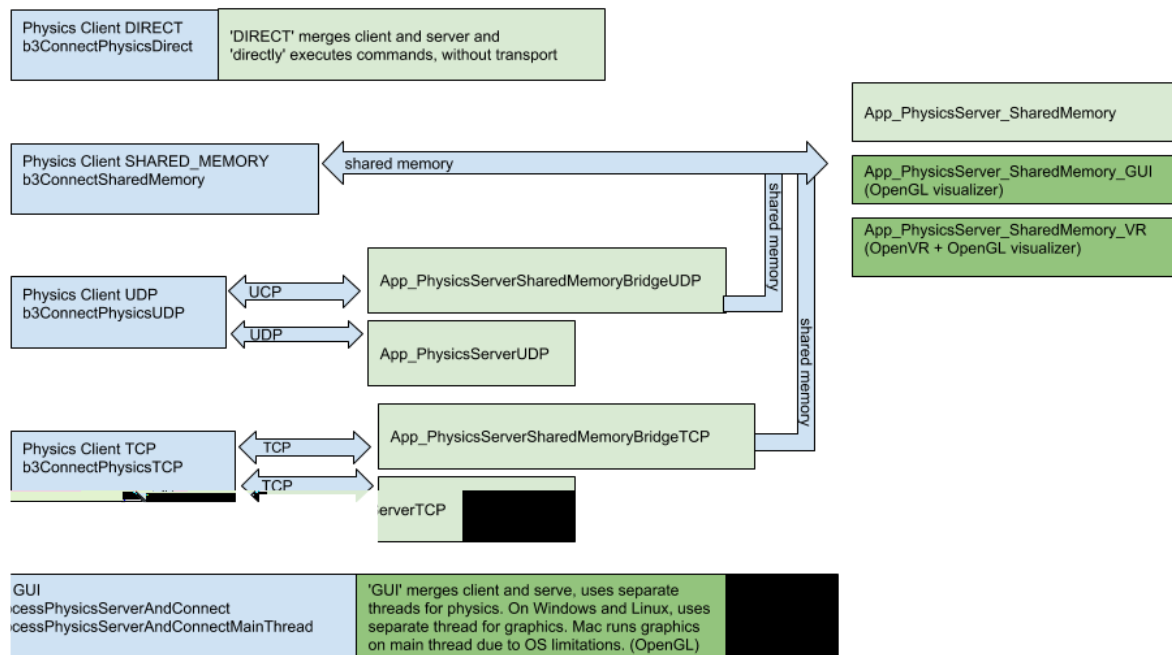 Physics Client DIRECT
b3ConnectPhysicsDirect
'DIRECT' merges client and server and
'directly' executes commands, without transport
App_PhysicsServer_SharedMemory
Physics Client SHARED_MEMORY
b3ConnectSharedMemory
shared memory
App_PhysicsServer_SharedMemory_GUI
(OpenGL visualizer)
App_PhysicsServer_SharedMemory_VR
(OpenVR + OpenGL visualizer)
shared memory
shared memory
Physics Client UDP
b3ConnectPhysicsUDP
UCP
App_PhysicsServerSharedMemoryBridgeUDP
UDP
App_PhysicsServerUDP
Physics Client TCP
b3ConnectPhysicsTCP
TCP
App_PhysicsServerSharedMemoryBridgeTCP
TCP
erverTCP
GUI
ocessPhysicsServerAndConnect
ocessPhysicsServerAndConnectMainThread
'GUI' merges client and serve, uses separate
threads for physics. On Windows and Linux, uses
separate thread for graphics. Mac runs graphics
on main thread due to OS limitations. (OpenGL)